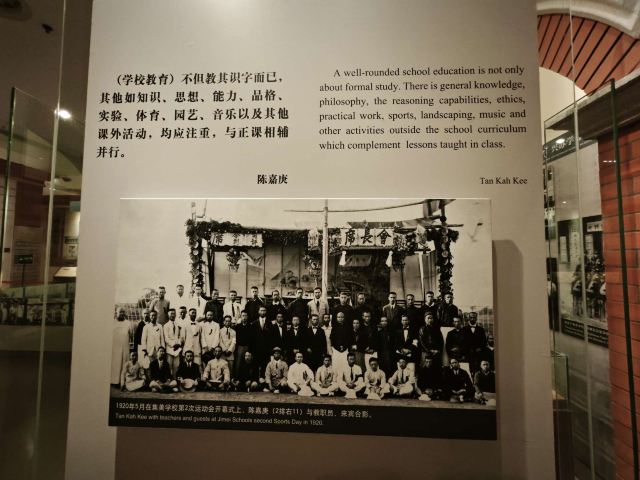 （学校教育）不但教其识字而已，
其他如知识、思想、能力、品格、
实验、体育、园艺、音乐以及其他
课外活动，均应注重，与正课相辅
并行。
陈嘉庚
A well-rounded school education is not only
about formal study. There is general knowledge,
philosophy, the reasoning capabilities, ethics,
practical work, sports, landscaping, music and
other activities outside the school curriculum
which complement lessons taught in class.
Tan Kah Kee
席長會
1920年5月在集美学校第2次运动会开幕式上，陈嘉庚（2排右11）与教职员、来宾合影。
Tan Kah Kee with teachers and guests at Jimei Schools second Sports Day in 1920.